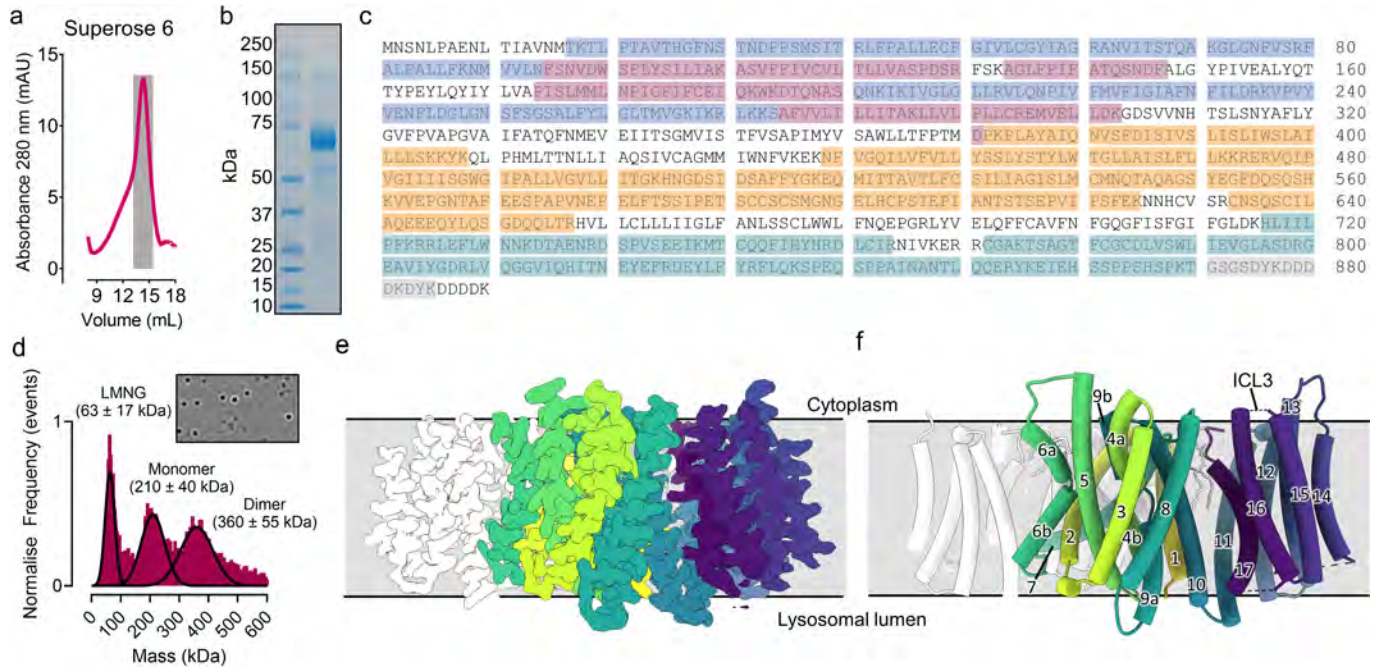 a
Superose 6
Absorbance 280 nm (mAU)
15
10
5
0
9 12 15 18
Volume (mL)
b
kDa
250
150
100
75
50
37
25
20
15
10
c
MNSNLPAENL TIAVNMTKTL PTAVTHGFNS TNDPPSMSIT RLFPALLECF GIVLCGYIAG RANVITSTQA KGLGNFVSRF 80
ALPALLFKNM VVLNFSNVDW SFLYSILIAK ASVFFIVCVL TLLVASPDSR FSKAGLFPIF ATQSNDFALG YPIVEALYQT 160
TYPEYLQYIY LVAPISLMML NPIGFIFCEI QKWKDTQNAS QNKIKIVGLG LLRVLQNPIV FMVFIGIAFN FILDRKVPVY 240
VENFLDGLGN SFSGSALFYL GLTMVGKIKR LKKSAFVVLI LLITAKLLVL PLLCREMVEL LDKGDSVVNH TSLSNYAFLY 320
GVFPVAPGVA IFATQFNMEV EIITSGMVIS TFVSAPIMYV SAWLLTFPTM DPKPLAYAIQ NVSFDISIVS LISLIWSLAI 400
LLLSKKYKQL PHMLTTNLLI AQSIVCAGMM IWNFVKEKNF VGQILVFVLL YSSLYSTYLW TGLLAISLFL LKKRERVQIP 480
VGIIIISGWG IPALLVGVLL ITGKHNGDSI DSAFFYGKEQ MITTAVTLFC SILIAGISLM CMNQTAQAGS YEGFDQSQSH 560
KVVEPGNTAF EESPAPVNEP ELFTSSIPET SCCSCSMGNG ELHCPSIEPI ANTSTSEPVI PSFEKNNHCV SRCNSQSCIL 640
AQEEEQYLQS GDQQLTRHVL LCLLLIIGLF ANLSSCLWWL FNQEPGRLYV ELQFFCAVFN FGQGFISFGI FGLDKHLIIL 720
PFKRRLEFLW NNKDTAENRD SPVSEEIKMT CQQFIHYHRD LCIRNIVKER RCGAKTSAGT FCGCDLVSWL IEVGLASDRG 800
EAVIYGDRLV QGGVIQHITN EYEFRDEYLF YRFLQKSPEQ SPPATNANTL QQERYKEIEH SSPPSHSPKT GSGSDYKDDD 880
DKDYKDDDDK
d
Normalise Frequency (events)
LMNG
(63 ± 17 kDa)
Monomer
(210 ± 40 kDa)
Dimer
(360 ± 55 kDa)
1
0
0 100 200 300 400 500 600
Mass (kDa)
e
Cytoplasm
Lysosomal lumen
f
ICL3
9b
13
4a
6a
5
12
3
8
15
14
16
6b
2
4b
11
1
7
10
17
9a